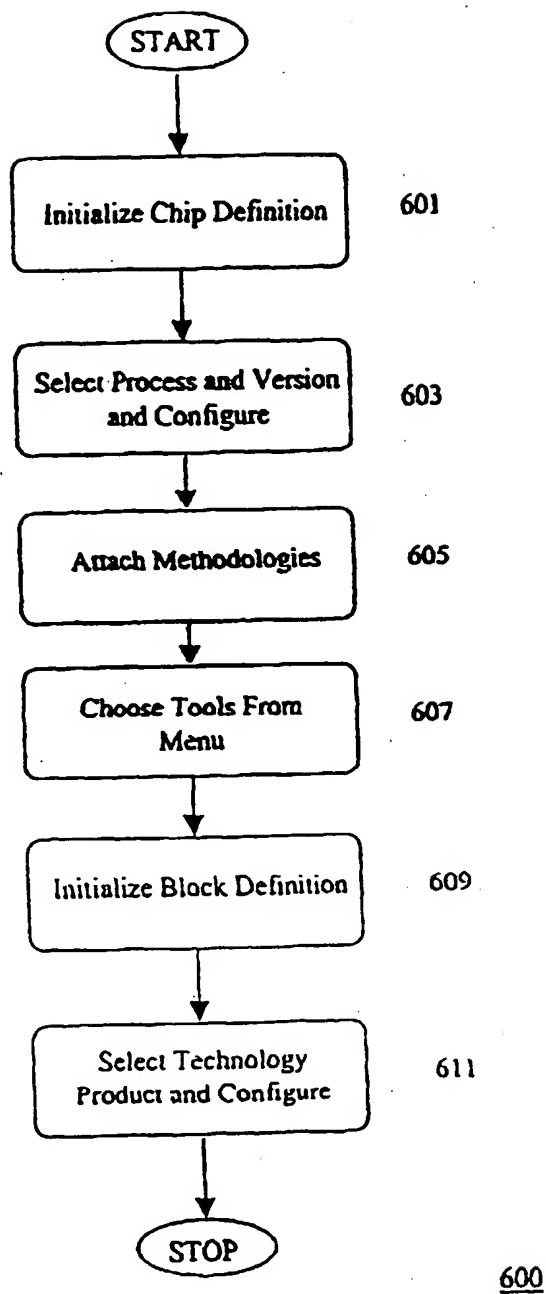 START
Initialize Chip Definition
601
Select Process and Version
and Configure
603
Attach Methodologies
605
Choose Tools From
Menu
607
Initialize Block Definition
609
Select Technology
Product and Configure
611
STOP
600